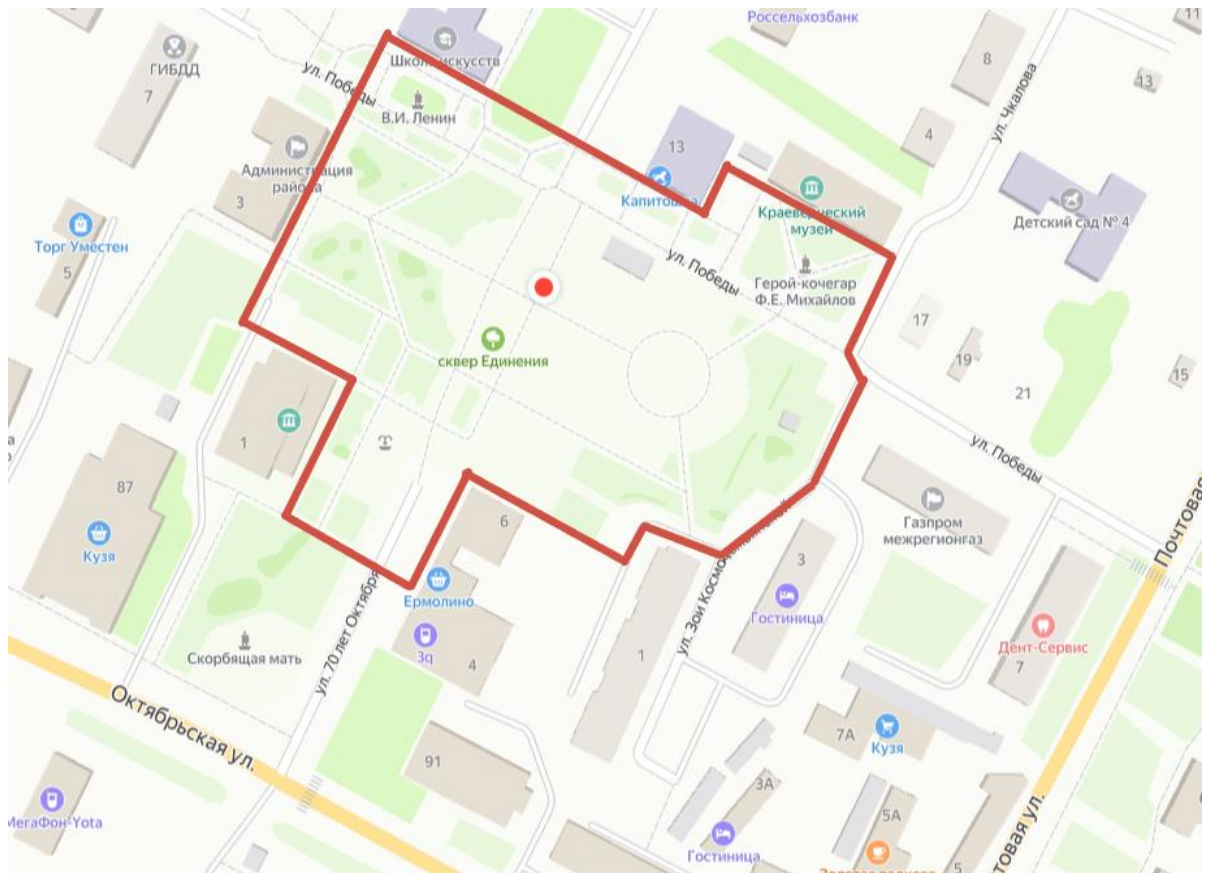 Россельхозбанк
11
ГИБДД
7
Школа искусств
ул. Победы
В.И. Ленин
8
13
ул. Чкалова
4
13
Администрация
района
3
Капитошка
Краеведческий
музей
Детский сад № 4
Торг Уместен
5
ул. Победы
Герой-кочегар
Ф.Е. Михайлов
17
19
15
21
сквер Единения
1
ул. Победы
87
Кузя
6
Газпром
межрегионгаз
Почтовая
Ермолино
3
Гостиница
ул. Зои Космодемьянской
Скорбящая мать
ул. 70 лет Октября
3q
4
1
Дент-Сервис
7
Октябрьская ул.
7А
Кузя
91
3А
МегаФон-Yota
5А
Гостиница
5
товая ул.